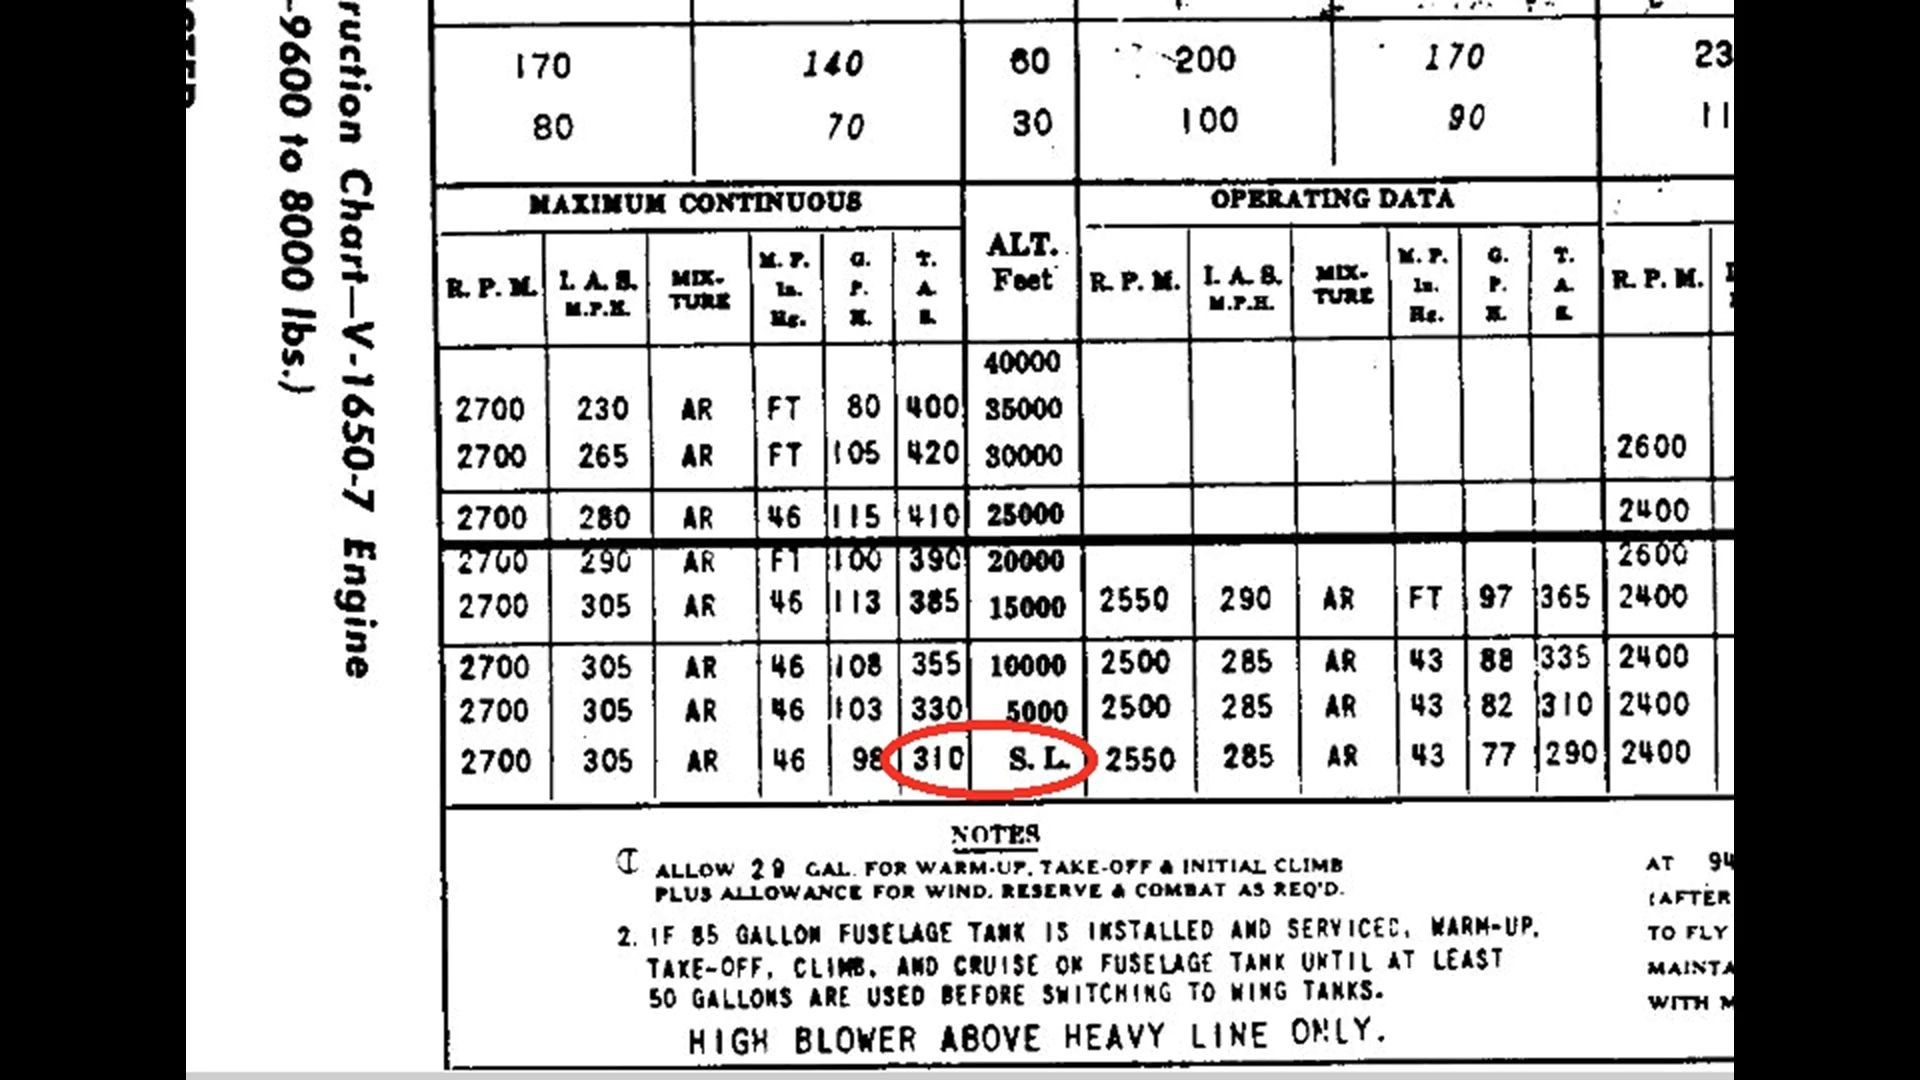 ruction Chart—V-1650-7 Engine
-9600 to 8000 lbs.)
170 140 60 200 170 23
80 70 30 100 90 11
MAXIMUM CONTINUOUS ALT. Feet OPERATING DATA
R. P. M. I. A. S. M.P.H. MIX-TURE M. P. In. Hg. G. P. H. T. A. S. R. P. M. I. A. S. M.P.H. MIX-TURE M. P. In. Hg. G. P. H. T. A. S. R. P. M.
40000
2700 230 AR FT 80 400 35000
2700 265 AR FT 105 420 30000 2600
2700 280 AR 46 115 410 25000 2400
2700 290 AR FT 100 390 20000 2600
2700 305 AR 46 113 385 15000 2550 290 AR FT 97 365 2400
2700 305 AR 46 108 355 10000 2500 285 AR 43 88 335 2400
2700 305 AR 46 103 330 5000 2500 285 AR 43 82 310 2400
2700 305 AR 46 98 310 S. L. 2550 285 AR 43 77 290 2400
NOTES
① ALLOW 29 GAL. FOR WARM-UP, TAKE-OFF & INITIAL CLIMB
PLUS ALLOWANCE FOR WIND, RESERVE & COMBAT AS REQ'D.
2. IF 85 GALLON FUSELAGE TANK IS INSTALLED AND SERVICED, WARM-UP,
TAKE-OFF, CLIMB, AND CRUISE ON FUSELAGE TANK UNTIL AT LEAST
50 GALLONS ARE USED BEFORE SWITCHING TO WING TANKS.
HIGH BLOWER ABOVE HEAVY LINE ONLY.
AT 94
(AFTER
TO FLY
MAINTA
WITH M